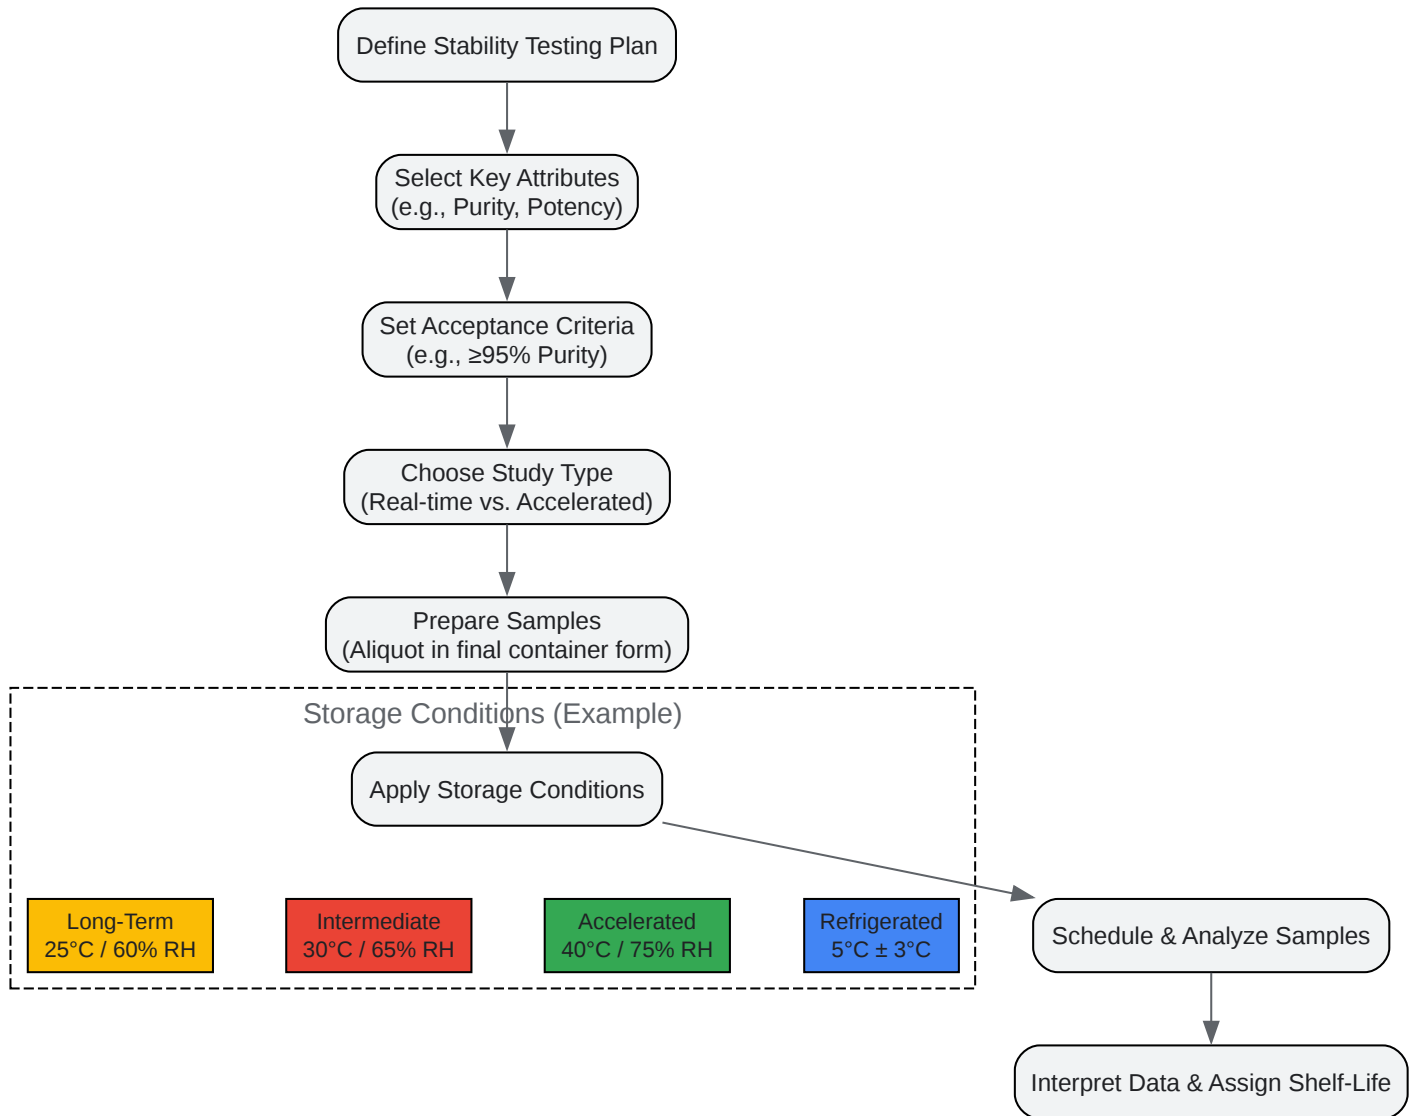 Define Stability Testing Plan
Select Key Attributes
(e.g., Purity, Potency)
Set Acceptance Criteria
(e.g., ≥95% Purity)
Choose Study Type
(Real-time vs. Accelerated)
Prepare Samples
(Aliquot in final container form)
Storage Conditions (Example)
Apply Storage Conditions
Long-Term
25°C / 60% RH
Intermediate
30°C / 65% RH
Accelerated
40°C / 75% RH
Refrigerated
5°C ± 3°C
Schedule & Analyze Samples
Interpret Data & Assign Shelf-Life